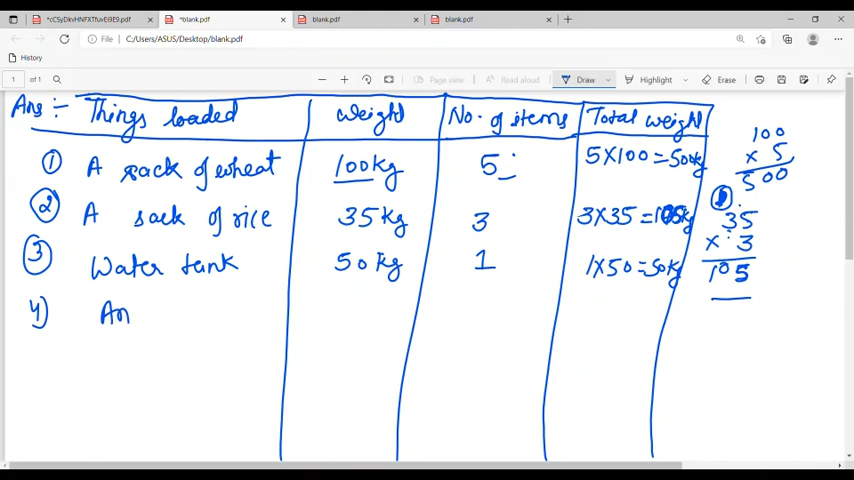 *cCSyDkvHNFXTfuvEI9E9.pdf
*blank.pdf
blank.pdf
blank.pdf
File
C:/Users/ASUS/Desktop/blank.pdf
History
1 of 1
Page view
Read aloud
Draw
Highlight
Erase
Ans :- Things loaded weight No. of items Total weight
① A sack of wheat 100kg 5 5X100=500kg
② A sack of rice 35kg 3 3X35=105kg
③ Water tank 50kg 1 1X50=50kg
4) An
100
x 5
500
35
x 3
105